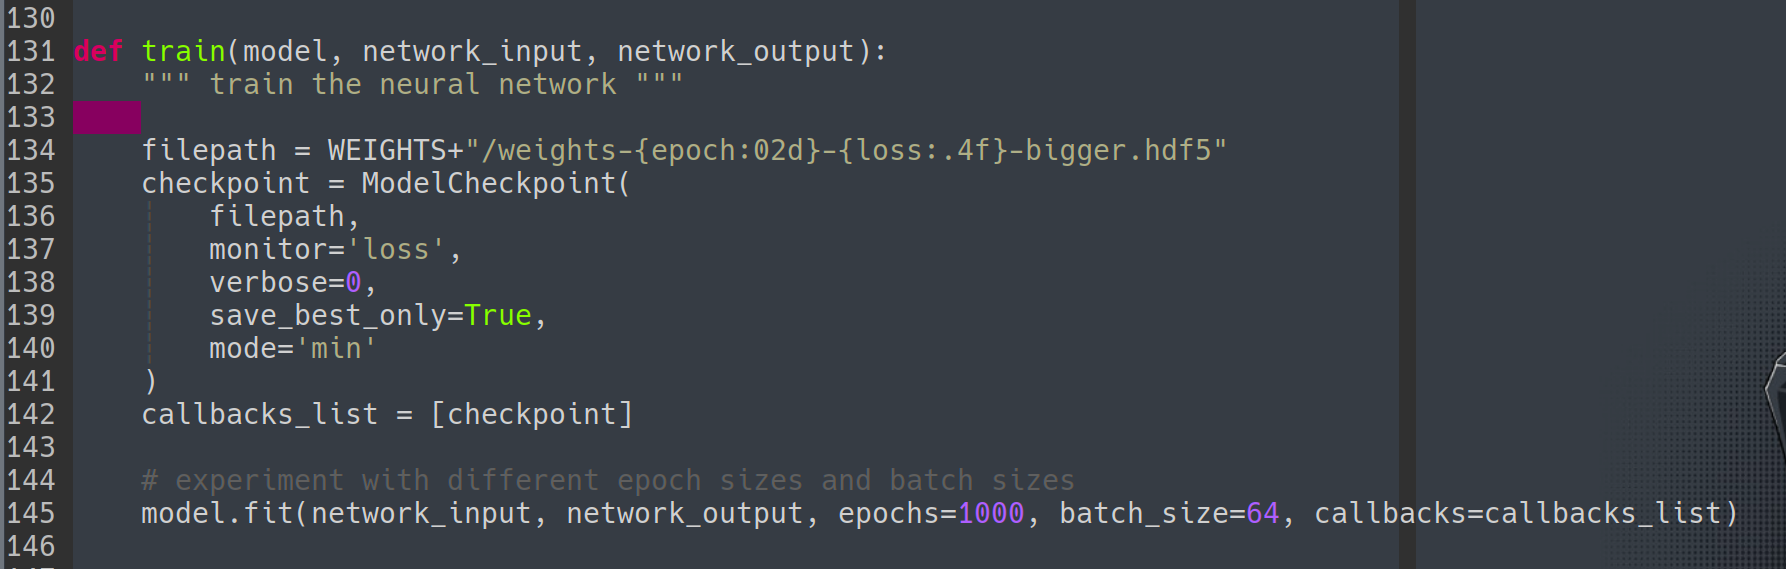 130
131 def train(model, network_input, network_output):
132     """ train the neural network """
133
134     filepath = WEIGHTS+"/weights-{epoch:02d}-{loss:.4f}-bigger.hdf5"
135     checkpoint = ModelCheckpoint(
136         filepath,
137         monitor='loss',
138         verbose=0,
139         save_best_only=True,
140         mode='min'
141     )
142     callbacks_list = [checkpoint]
143
144     # experiment with different epoch sizes and batch sizes
145     model.fit(network_input, network_output, epochs=1000, batch_size=64, callbacks=callbacks_list)
146